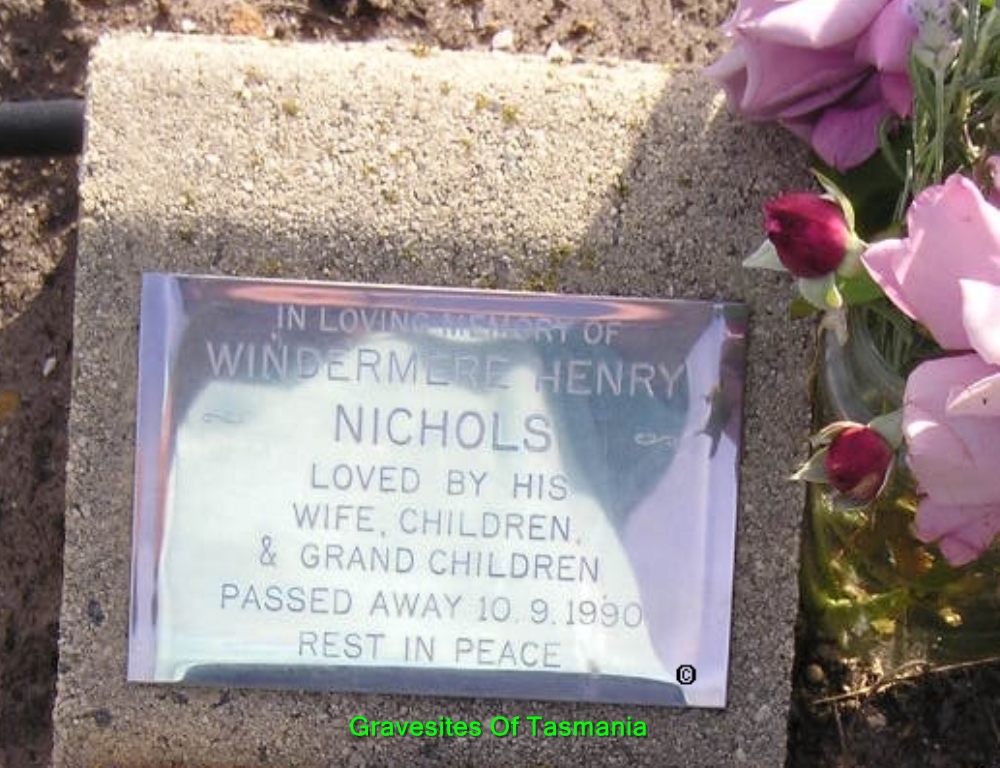 IN LOVING MEMORY OF
WINDERMERE HENRY
NICHOLS
LOVED BY HIS
WIFE, CHILDREN,
& GRAND CHILDREN
PASSED AWAY 10.9.1990
REST IN PEACE
©
Gravesites Of Tasmania